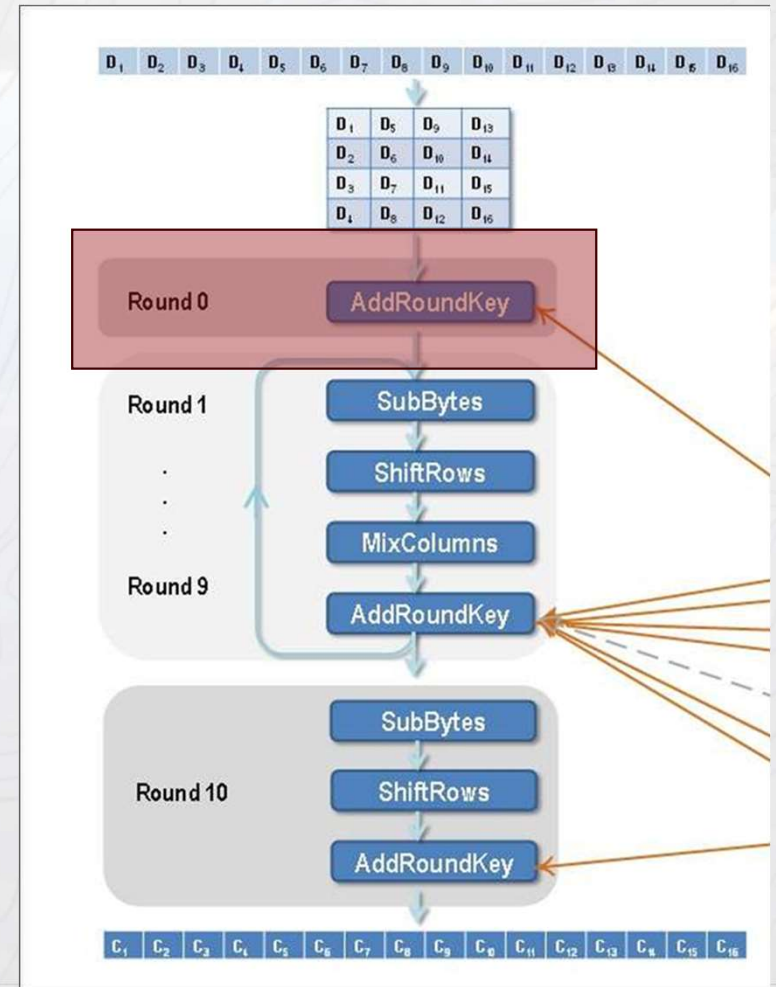 D₁ D₂ D₃ D₄ D₅ D₆ D₇ D₈ D₉ D₁₀ D₁₁ D₁₂ D₁₃ D₁₄ D₁₅ D₁₆
D₁ D₅ D₉ D₁₃
D₂ D₆ D₁₀ D₁₄
D₃ D₇ D₁₁ D₁₅
D₄ D₈ D₁₂ D₁₆
Round 0 AddRoundKey
Round 1 SubBytes
ShiftRows
MixColumns
Round 9 AddRoundKey
SubBytes
Round 10 ShiftRows
AddRoundKey
C₁ C₂ C₃ C₄ C₅ C₆ C₇ C₈ C₉ C₁₀ C₁₁ C₁₂ C₁₃ C₁₄ C₁₅ C₁₆